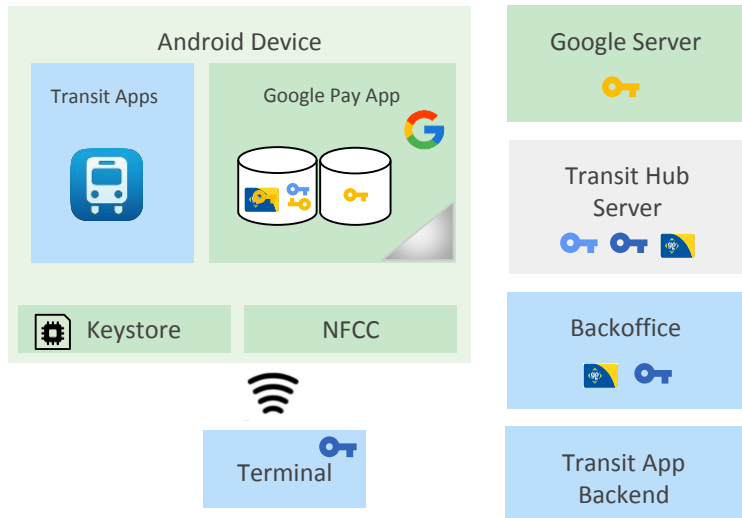 Android Device
Transit Apps
Google Pay App
Keystore
NFCC
Terminal
Google Server
Transit Hub
Server
Backoffice
Transit App
Backend